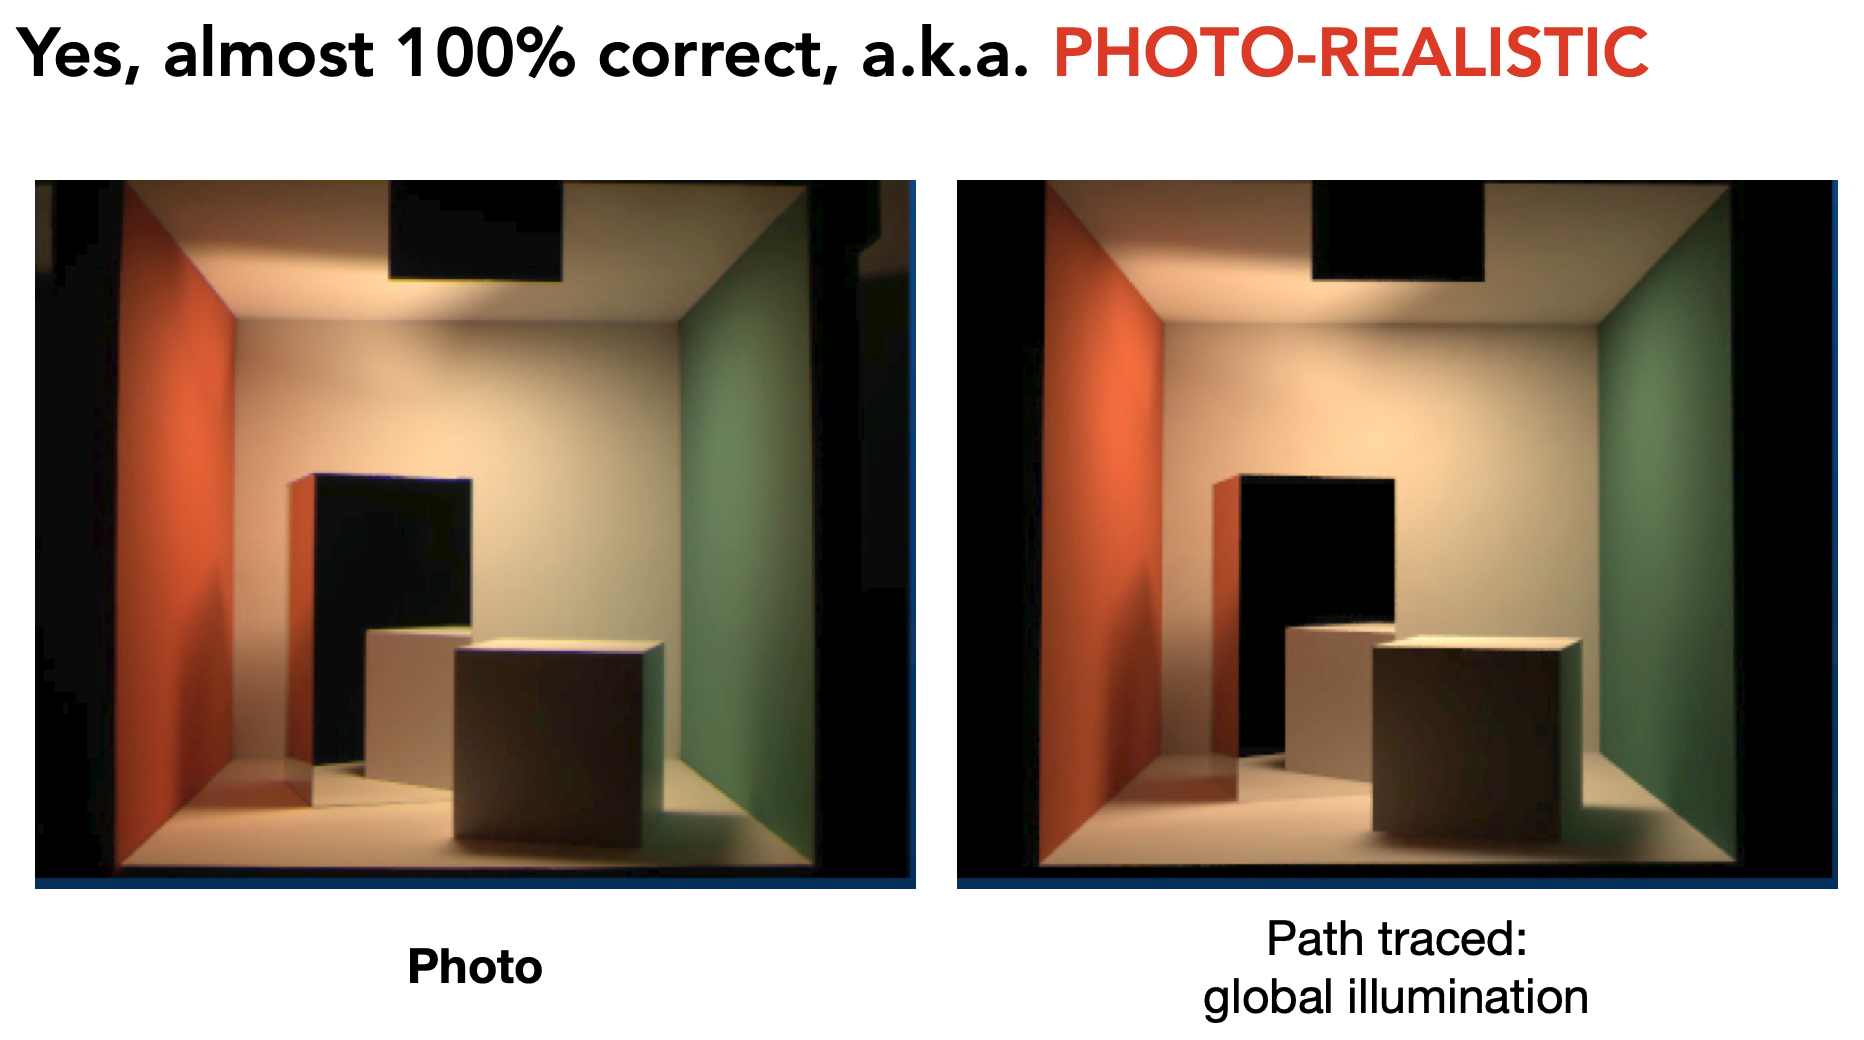 Yes, almost 100% correct, a.k.a. PHOTO-REALISTIC
Photo
Path traced:
global illumination